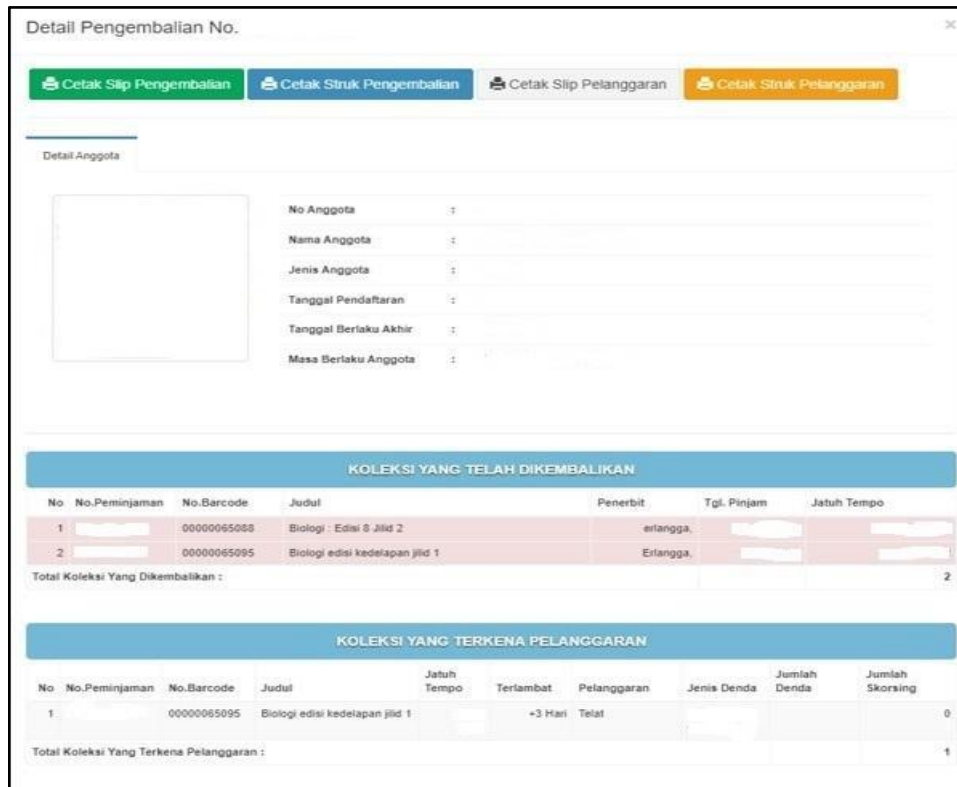 Detail Pengembalian No. ×
Cetak Slip Pengembalian Cetak Struk Pengembalian Cetak Slip Pelanggaran Cetak Struk Pelanggaran
Detail Anggota
No Anggota :
Nama Anggota :
Jenis Anggota :
Tanggal Pendaftaran :
Tanggal Berlaku Akhir :
Masa Berlaku Anggota :
KOLEKSI YANG TELAH DIKEMBALIKAN
No No.Peminjaman No.Barcode Judul Penerbit Tgl. Pinjam Jatuh Tempo
1 00000065088 Biologi : Edisi 8 Jilid 2 erlangga,
2 00000065095 Biologi edisi kedelapan jilid 1 Erlangga,
Total Koleksi Yang Dikembalikan : 2
KOLEKSI YANG TERKENA PELANGGARAN
No No.Peminjaman No.Barcode Judul Jatuh Tempo Terlambat Pelanggaran Jenis Denda Jumlah Denda Jumlah Skorsing
1 00000065095 Biologi edisi kedelapan jilid 1 +3 Hari Telat 0
Total Koleksi Yang Terkena Pelanggaran : 1